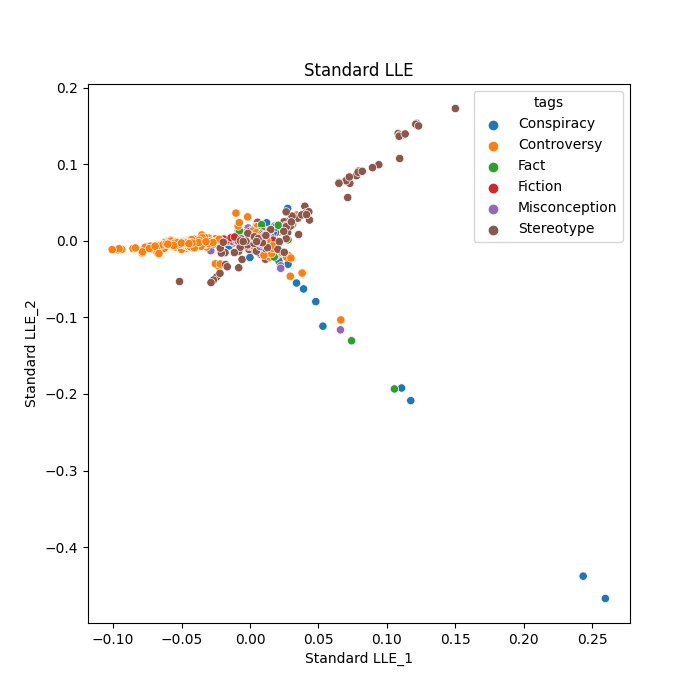 Standard LLE
tags
Conspiracy
Controversy
Fact
Fiction
Misconception
Stereotype
0.2
0.1
0.0
−0.1
−0.2
−0.3
−0.4
Standard LLE_2
−0.10
−0.05
0.00
0.05
0.10
0.15
0.20
0.25
Standard LLE_1